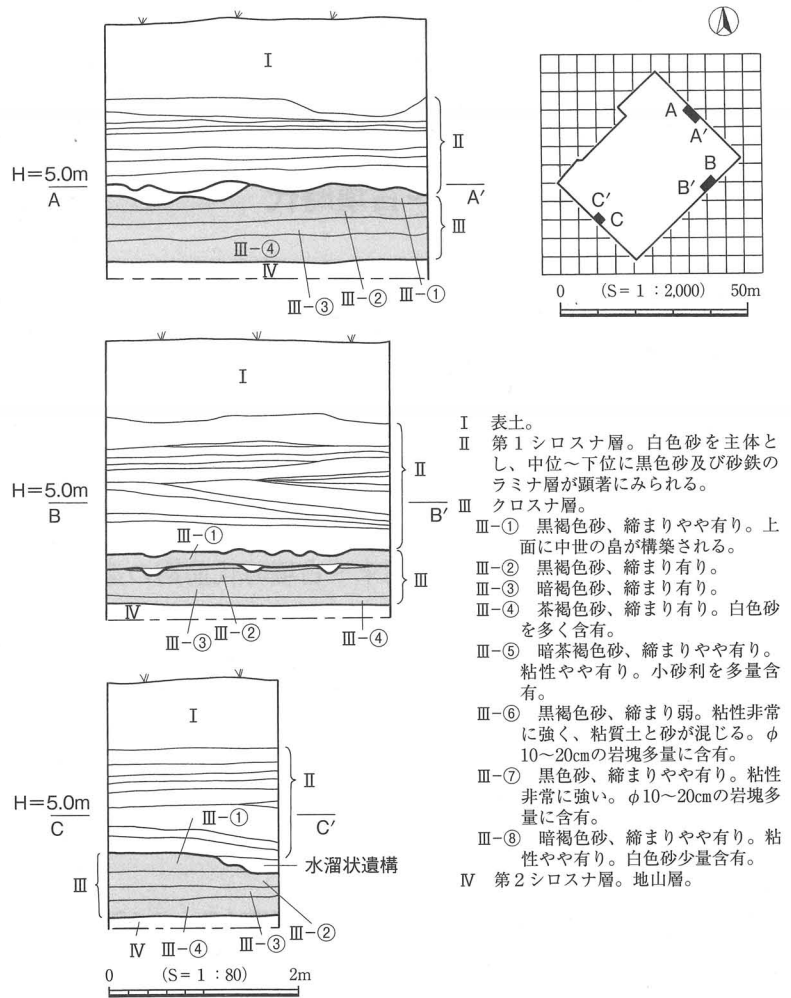 Ⅰ
Ⅱ
H＝5.0m
A
A′
Ⅲ
Ⅲ-④
Ⅳ
Ⅲ-③
Ⅲ-②
Ⅲ-①
A
A′
B
B′
C′
C
0 (S＝1：2,000) 50m
Ⅰ
Ⅱ
H＝5.0m
B
B′
Ⅲ-①
Ⅲ
Ⅳ
Ⅲ-③
Ⅲ-②
Ⅲ-④
Ⅰ
Ⅱ
H＝5.0m
C
C′
Ⅲ-①
水溜状遺構
Ⅲ
Ⅳ
Ⅲ-④
Ⅲ-③
Ⅲ-②
0 (S＝1：80) 2m
Ⅰ 表土。
Ⅱ 第１シロスナ層。白色砂を主体と
し、中位～下位に黒色砂及び砂鉄の
ラミナ層が顕著にみられる。
Ⅲ クロスナ層。
Ⅲ-① 黒褐色砂、締まりやや有り。上
面に中世の畠が構築される。
Ⅲ-② 黒褐色砂、締まり有り。
Ⅲ-③ 暗褐色砂、締まり有り。
Ⅲ-④ 茶褐色砂、締まり有り。白色砂
を多く含有。
Ⅲ-⑤ 暗茶褐色砂、締まりやや有り。
粘性やや有り。小砂利を多量含
有。
Ⅲ-⑥ 黒褐色砂、締まり弱。粘性非常
に強く、粘質土と砂が混じる。φ
10～20㎝の岩塊多量に含有。
Ⅲ-⑦ 黒色砂、締まりやや有り。粘性
非常に強い。φ10～20㎝の岩塊多
量に含有。
Ⅲ-⑧ 暗褐色砂、締まりやや有り。粘
性やや有り。白色砂少量含有。
Ⅳ 第２シロスナ層。地山層。